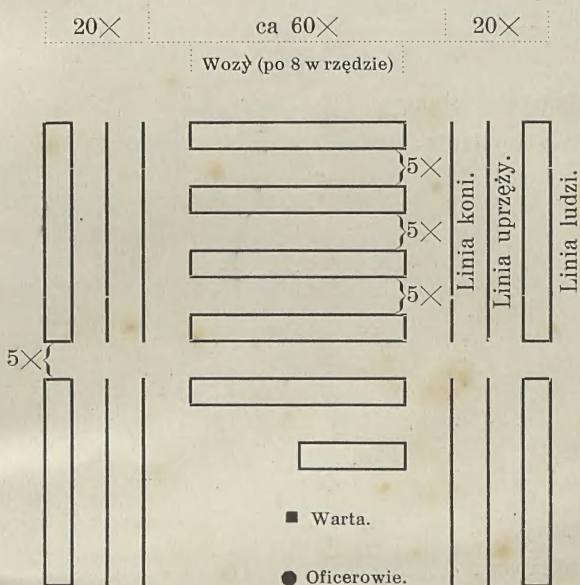 20× ca 60× 20×
Wozy (po 8 w rzędzie)
5×
5×
5×
Linia koni.
Linia uprzęży.
Linia ludzi.
5×
Warta.
Oficerowie.